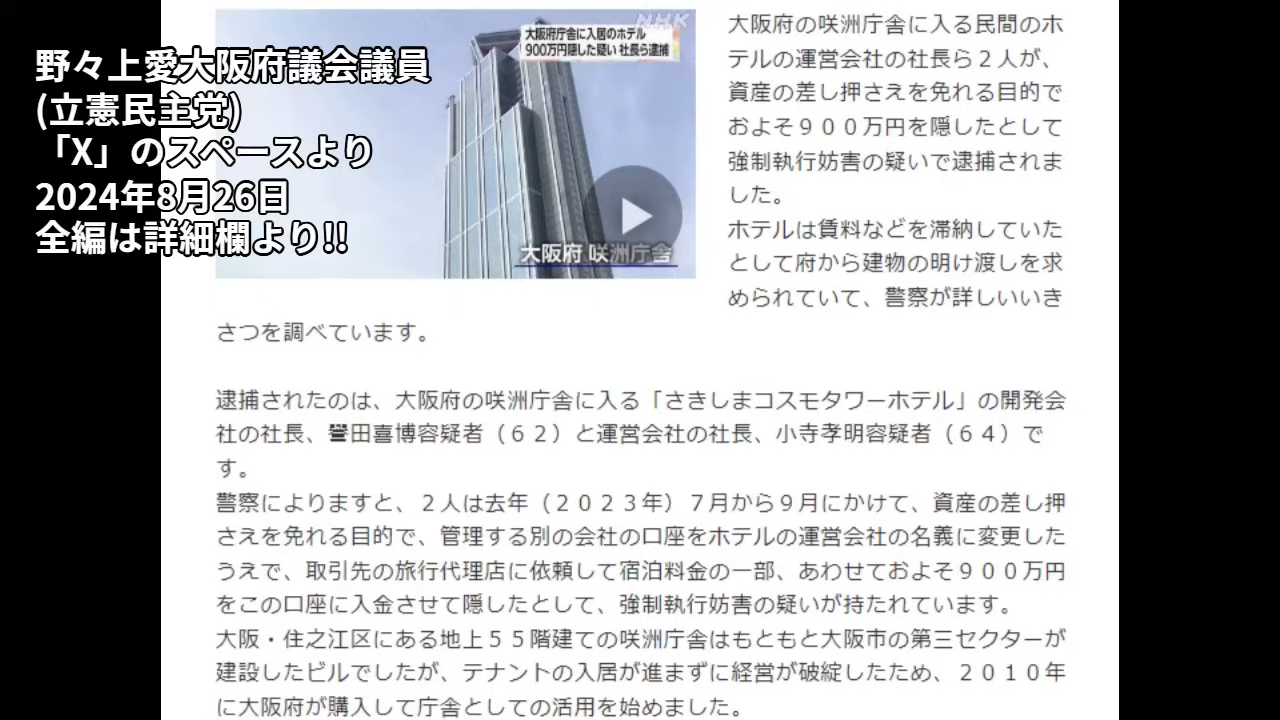 野々上愛大阪府議会議員
(立憲民主党)
「X」のスペースより
2024年8月26日
全編は詳細欄より!!
NHK
大阪府庁舎に入居のホテル
900万円隠した疑い 社長ら逮捕
大阪府 咲洲庁舎
大阪府の咲洲庁舎に入る民間のホ
テルの運営会社の社長ら２人が、
資産の差し押さえを免れる目的で
およそ９００万円を隠したとして
強制執行妨害の疑いで逮捕されま
した。
ホテルは賃料などを滞納していた
として府から建物の明け渡しを求
められていて、警察が詳しいいき
さつを調べています。
逮捕されたのは、大阪府の咲洲庁舎に入る「さきしまコスモタワーホテル」の開発会
社の社長、譽田喜博容疑者（６２）と運営会社の社長、小寺孝明容疑者（６４）で
す。
警察によりますと、２人は去年（２０２３年）７月から９月にかけて、資産の差し押
さえを免れる目的で、管理する別の会社の口座をホテルの運営会社の名義に変更した
うえで、取引先の旅行代理店に依頼して宿泊料金の一部、あわせておよそ９００万円
をこの口座に入金させて隠したとして、強制執行妨害の疑いが持たれています。
大阪・住之江区にある地上５５階建ての咲洲庁舎はもともと大阪市の第三セクターが
建設したビルでしたが、テナントの入居が進まずに経営が破綻したため、２０１０年
に大阪府が購入して庁舎としての活用を始めました。